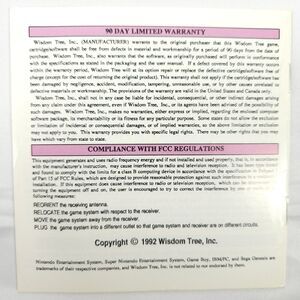 90 DAY LIMITED WARRANTY
Wisdom Tree, Inc., (MANUFACTURER) warrants to the original purchaser that this Wisdom Tree game,
cartridge/software shall be free from defects in material and workmanship for a period of 90 days from the date of
purchase. Wisdom Tree, Inc. also warrants that the software, as originally purchased will perform in conformance
with the specifications as stated in the packaging and the user manual. If a defect covered by this warranty occurs
within the warranty period, Wisdom Tree will at its option repair or replace the defective cartridge/software free of
charge (except for the cost of returning the original product). This warranty shall not apply if the cartridge/software has
been damaged by negligence, accident, modification, tampering, unreasonable use, or by other causes unrelated to
defective materials or workmanship. The provisions of the warranty are valid in the United States and Canada only.
Wisdom Tree, Inc., shall not in any case be liable for incidental, consequential, or other indirect damages arising
from any claim under this agreement, even if Wisdom Tree, Inc., or its agents have been advised of the possibility of
such damages. Wisdom Tree, Inc., makes no warranties, either express or implied, regarding the enclosed computer
software package, its merchantability or its fitness for any particular purpose. Some states do not allow the exclusion
or limitation of incidental or consequential damages, or of implied warranties, so the above limitation or exclusion
may not apply to you. This warranty provides you with specific legal rights. There may be other rights that you may
have which vary from state to state.
COMPLIANCE WITH FCC REGULATIONS
This equipment generates and uses radio frequency energy and if not installed and used properly, that is, in accordance
with the manufacturer's instruction, may cause interference to radio or television reception. It has been type tested
and found to comply with the limits for a class B computing device in accordance with the specification in Subpart
of Part 15 of FCC Rules, which are designed to provide reasonable protection against such interference in a residential
installation. If this equipment does cause interference to radio or television reception, which can be determined by
turning the equipment off and on, the user is encouraged to try to correct the interference by one or more of the
following measures:
REORIENT the receiving antenna.
RELOCATE the game system with respect to the receiver.
MOVE the game system away from the receiver.
PLUG the game system into a different outlet so that game system and receiver are on different circuits.
Copyright © 1992 Wisdom Tree, Inc.
Nintendo Entertainment System, Super Nintendo Entertainment System, Game Boy, IBM/PC, and Sega Genesis are
trademarks of their respective companies, and Wisdom Tree, Inc. is not related to nor endorsed by them.